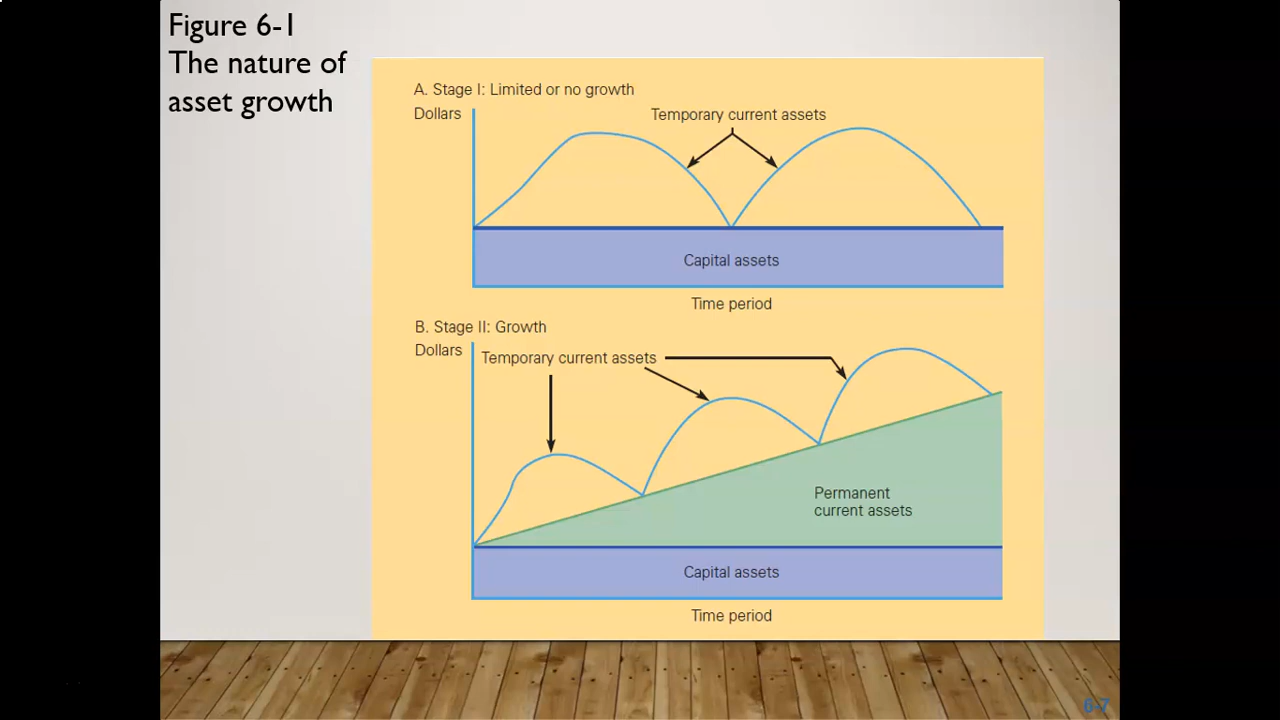 Figure 6-1
The nature of
asset growth
A. Stage I: Limited or no growth
Dollars
Temporary current assets
Capital assets
Time period
B. Stage II: Growth
Dollars
Temporary current assets
Permanent
current assets
Capital assets
Time period
6-7